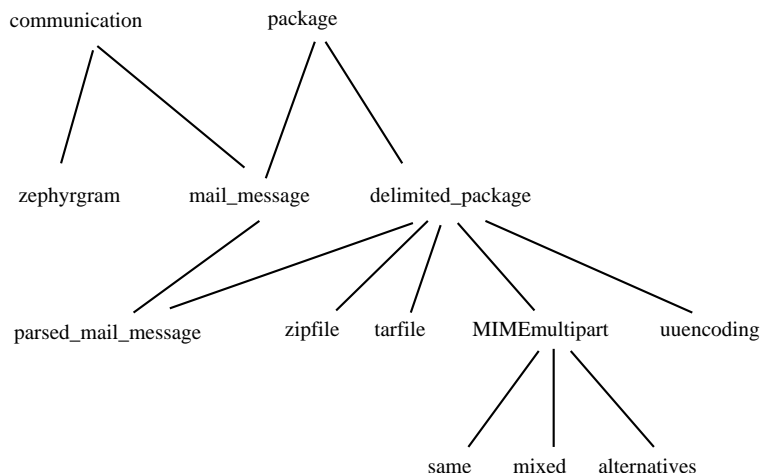 communication
package
zephyrgram
mail_message
delimited_package
parsed_mail_message
zipfile
tarfile
MIMEmultipart
uuencoding
same
mixed
alternatives